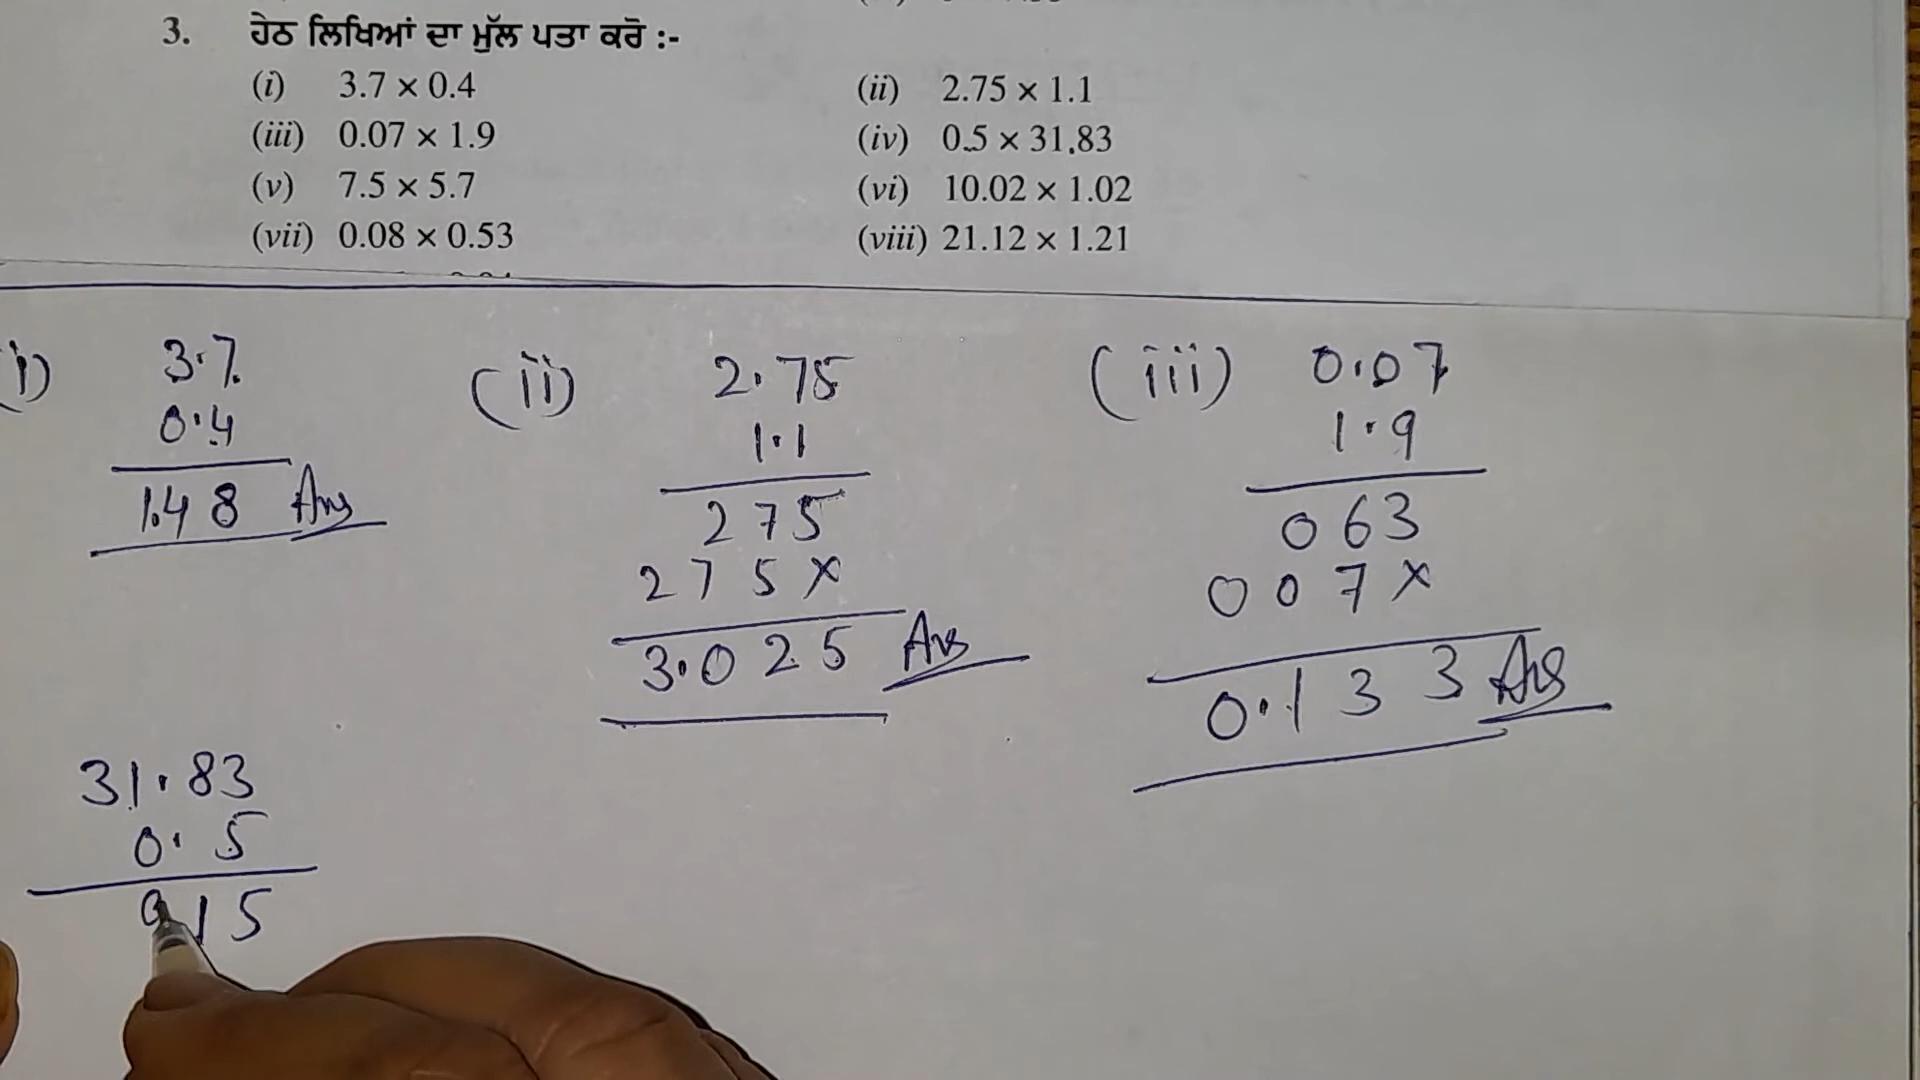 3. ਹੇਠ ਲਿਖਿਆਂ ਦਾ ਮੁੱਲ ਪਤਾ ਕਰੋ :-
(i) 3.7 × 0.4 (ii) 2.75 × 1.1
(iii) 0.07 × 1.9 (iv) 0.5 × 31.83
(v) 7.5 × 5.7 (vi) 10.02 × 1.02
(vii) 0.08 × 0.53 (viii) 21.12 × 1.21
i)
3.7
0.4
1.48 Ans
(ii)
2.75
1.1
275
275×
3.025 Ans
(iii)
0.07
1.9
063
007×
0.133 Ans
31.83
0.5
15